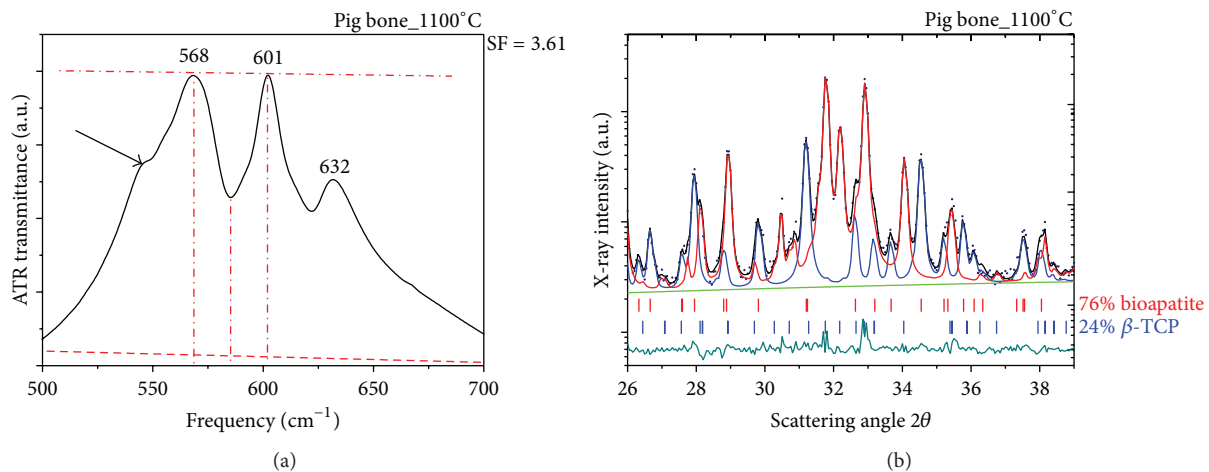 Pig bone_1100°C
SF = 3.61
568
601
632
ATR transmittance (a.u.)
500
550
600
650
700
Frequency (cm⁻¹)
(a)
Pig bone_1100°C
X-ray intensity (a.u.)
76% bioapatite
24% β-TCP
26
28
30
32
34
36
38
Scattering angle 2θ
(b)